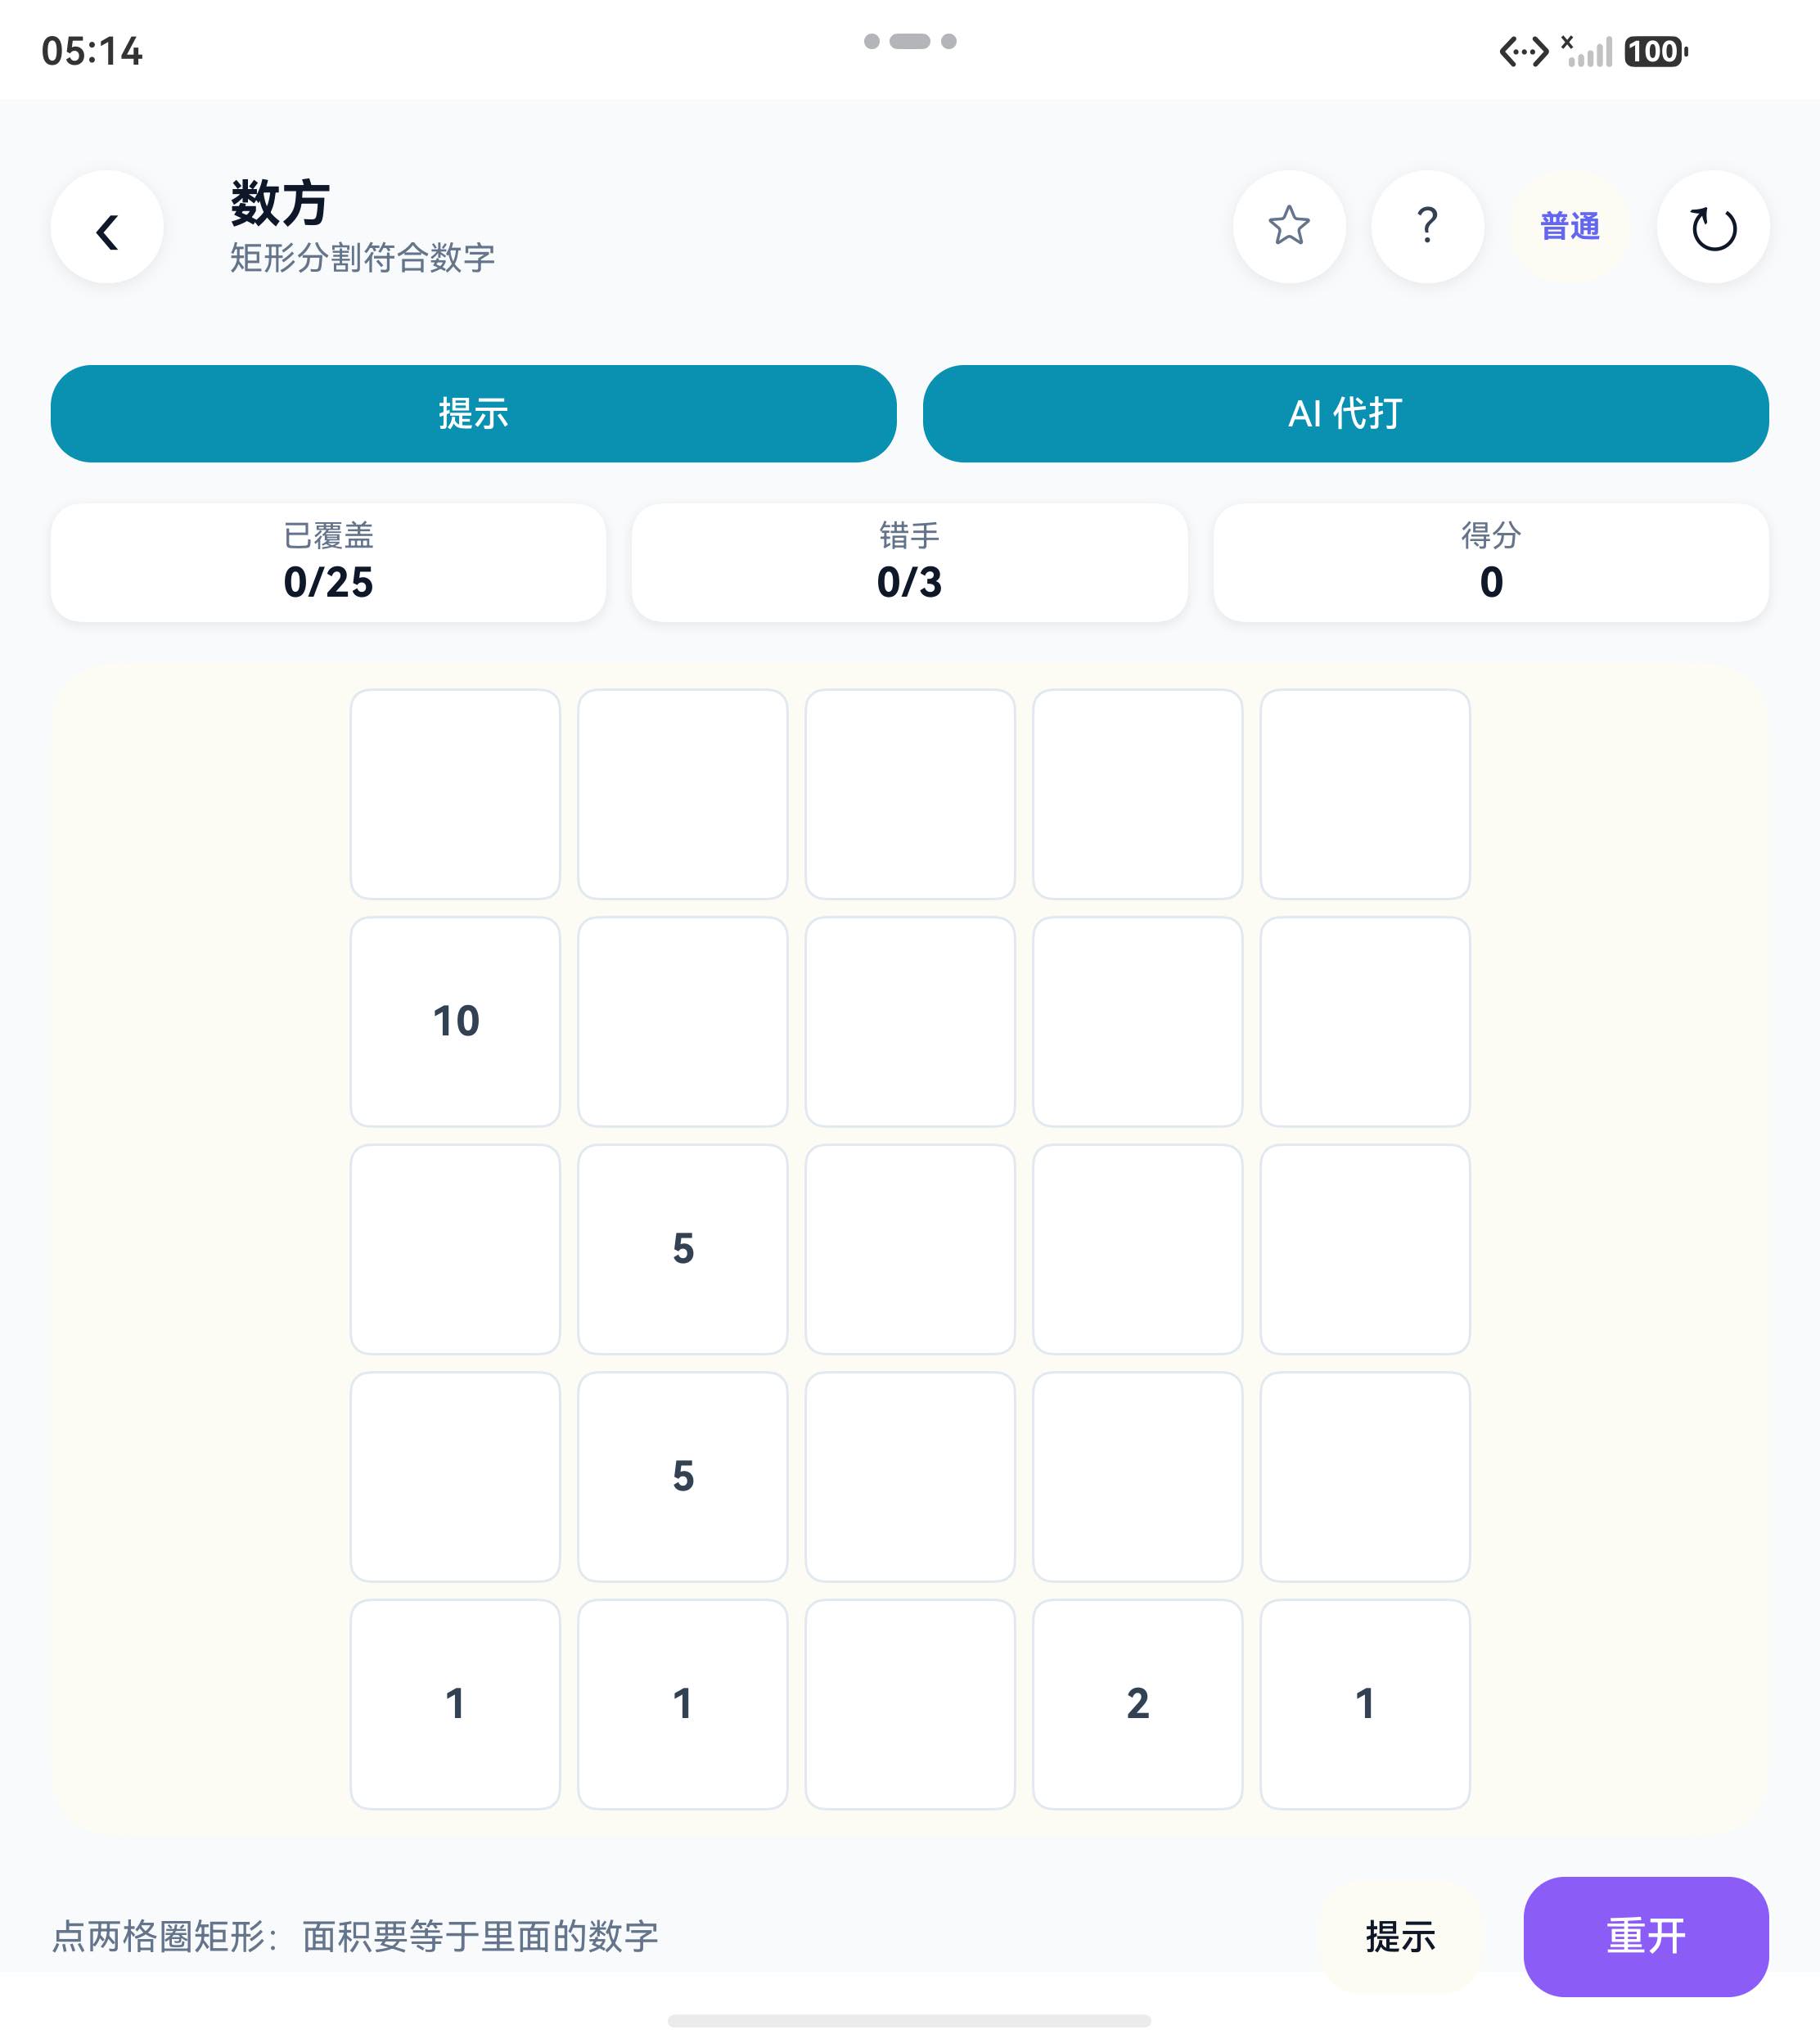 05:14
100
数方
矩形分割符合数字
?
普通
提示
AI 代打
已覆盖
0/25
错手
0/3
得分
0
10
5
5
1 1 2 1
点两格圈矩形：面积要等于里面的数字
提示
重开